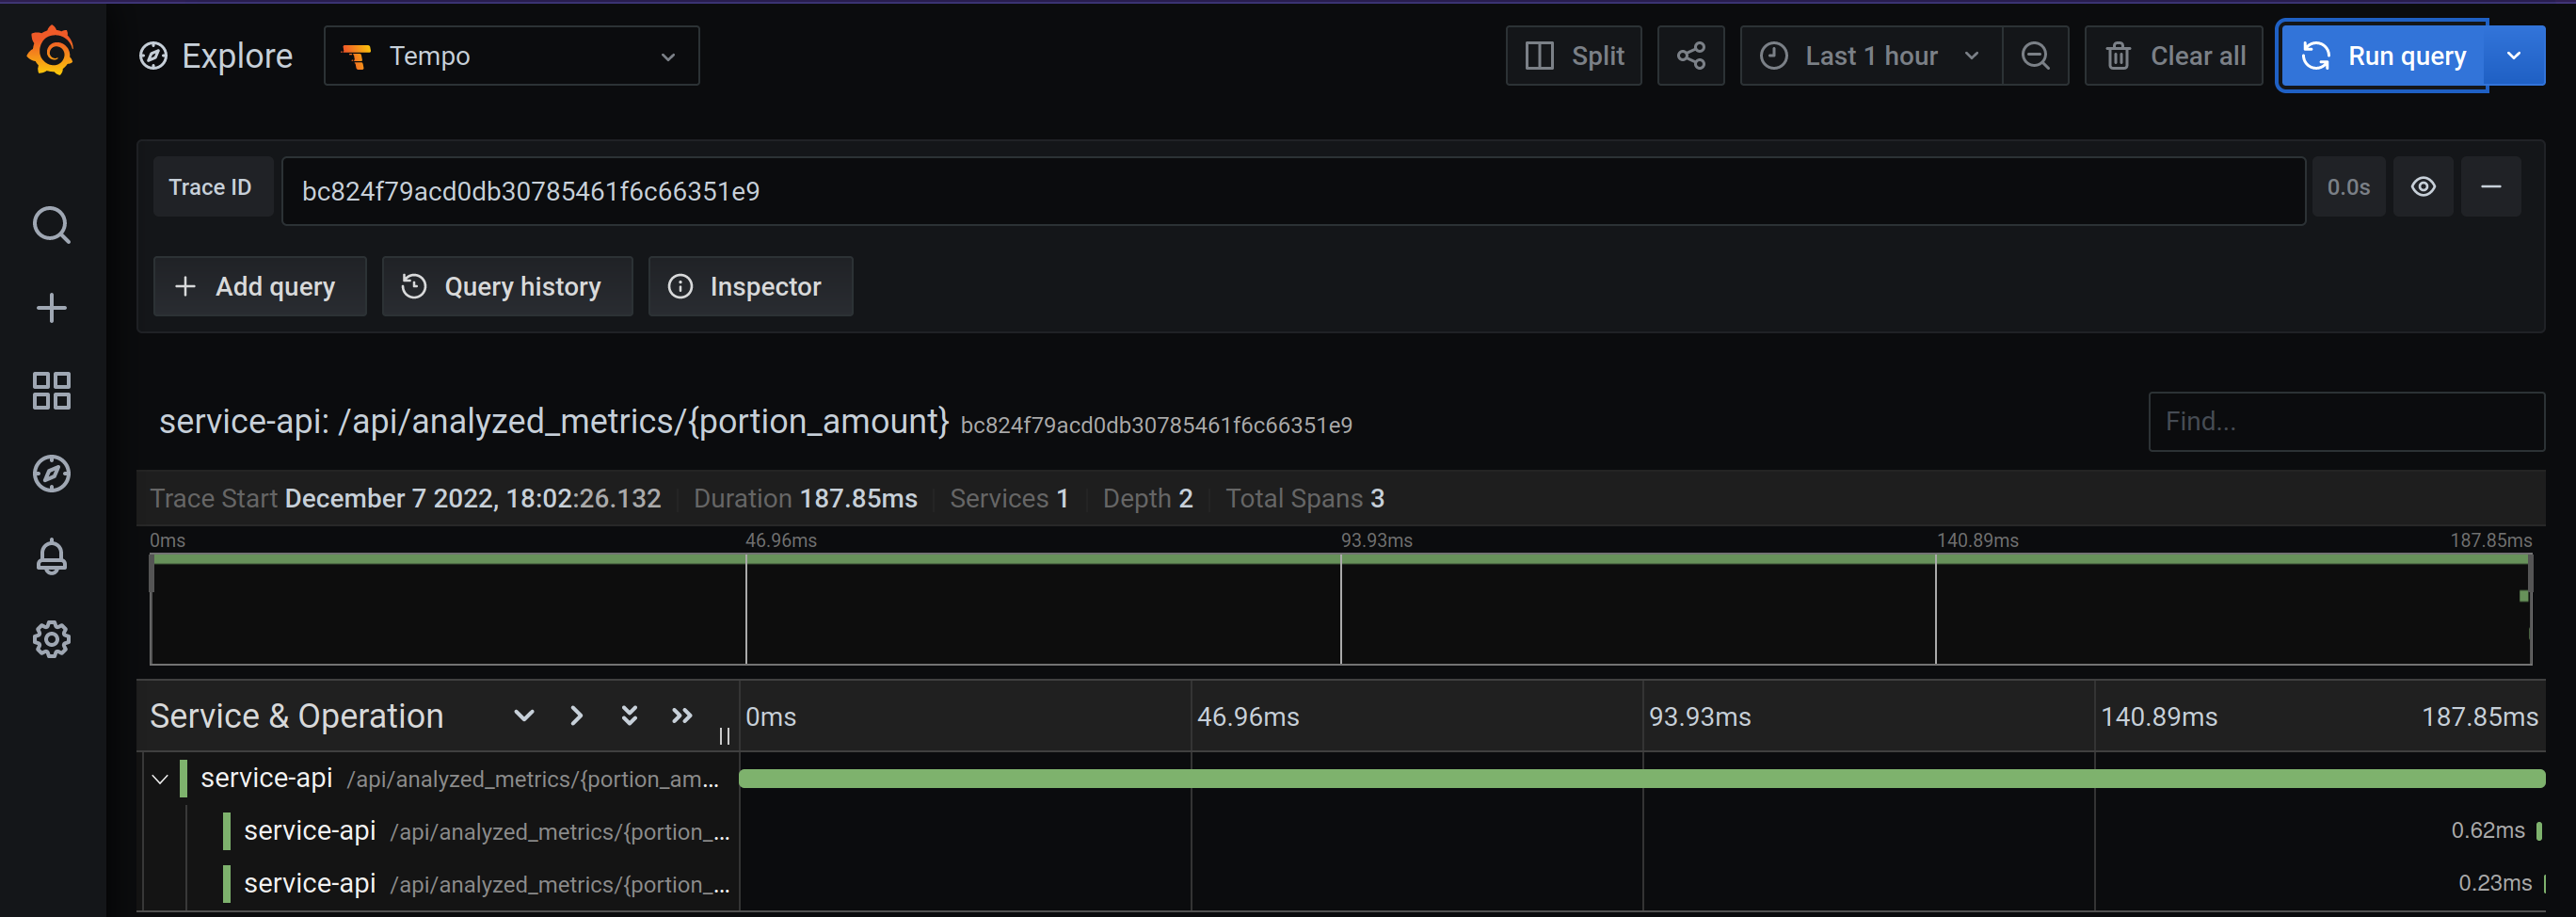 Explore Tempo Split Last 1 hour Clear all Run query
Trace ID bc824f79acd0db30785461f6c66351e9 0.0s
Add query Query history Inspector
service-api: /api/analyzed_metrics/{portion_amount} bc824f79acd0db30785461f6c66351e9 Find...
Trace Start December 7 2022, 18:02:26.132 Duration 187.85ms Services 1 Depth 2 Total Spans 3
0ms 46.96ms 93.93ms 140.89ms 187.85ms
Service & Operation 0ms 46.96ms 93.93ms 140.89ms 187.85ms
service-api /api/analyzed_metrics/{portion_am...
service-api /api/analyzed_metrics/{portion_... 0.62ms
service-api /api/analyzed_metrics/{portion_... 0.23ms